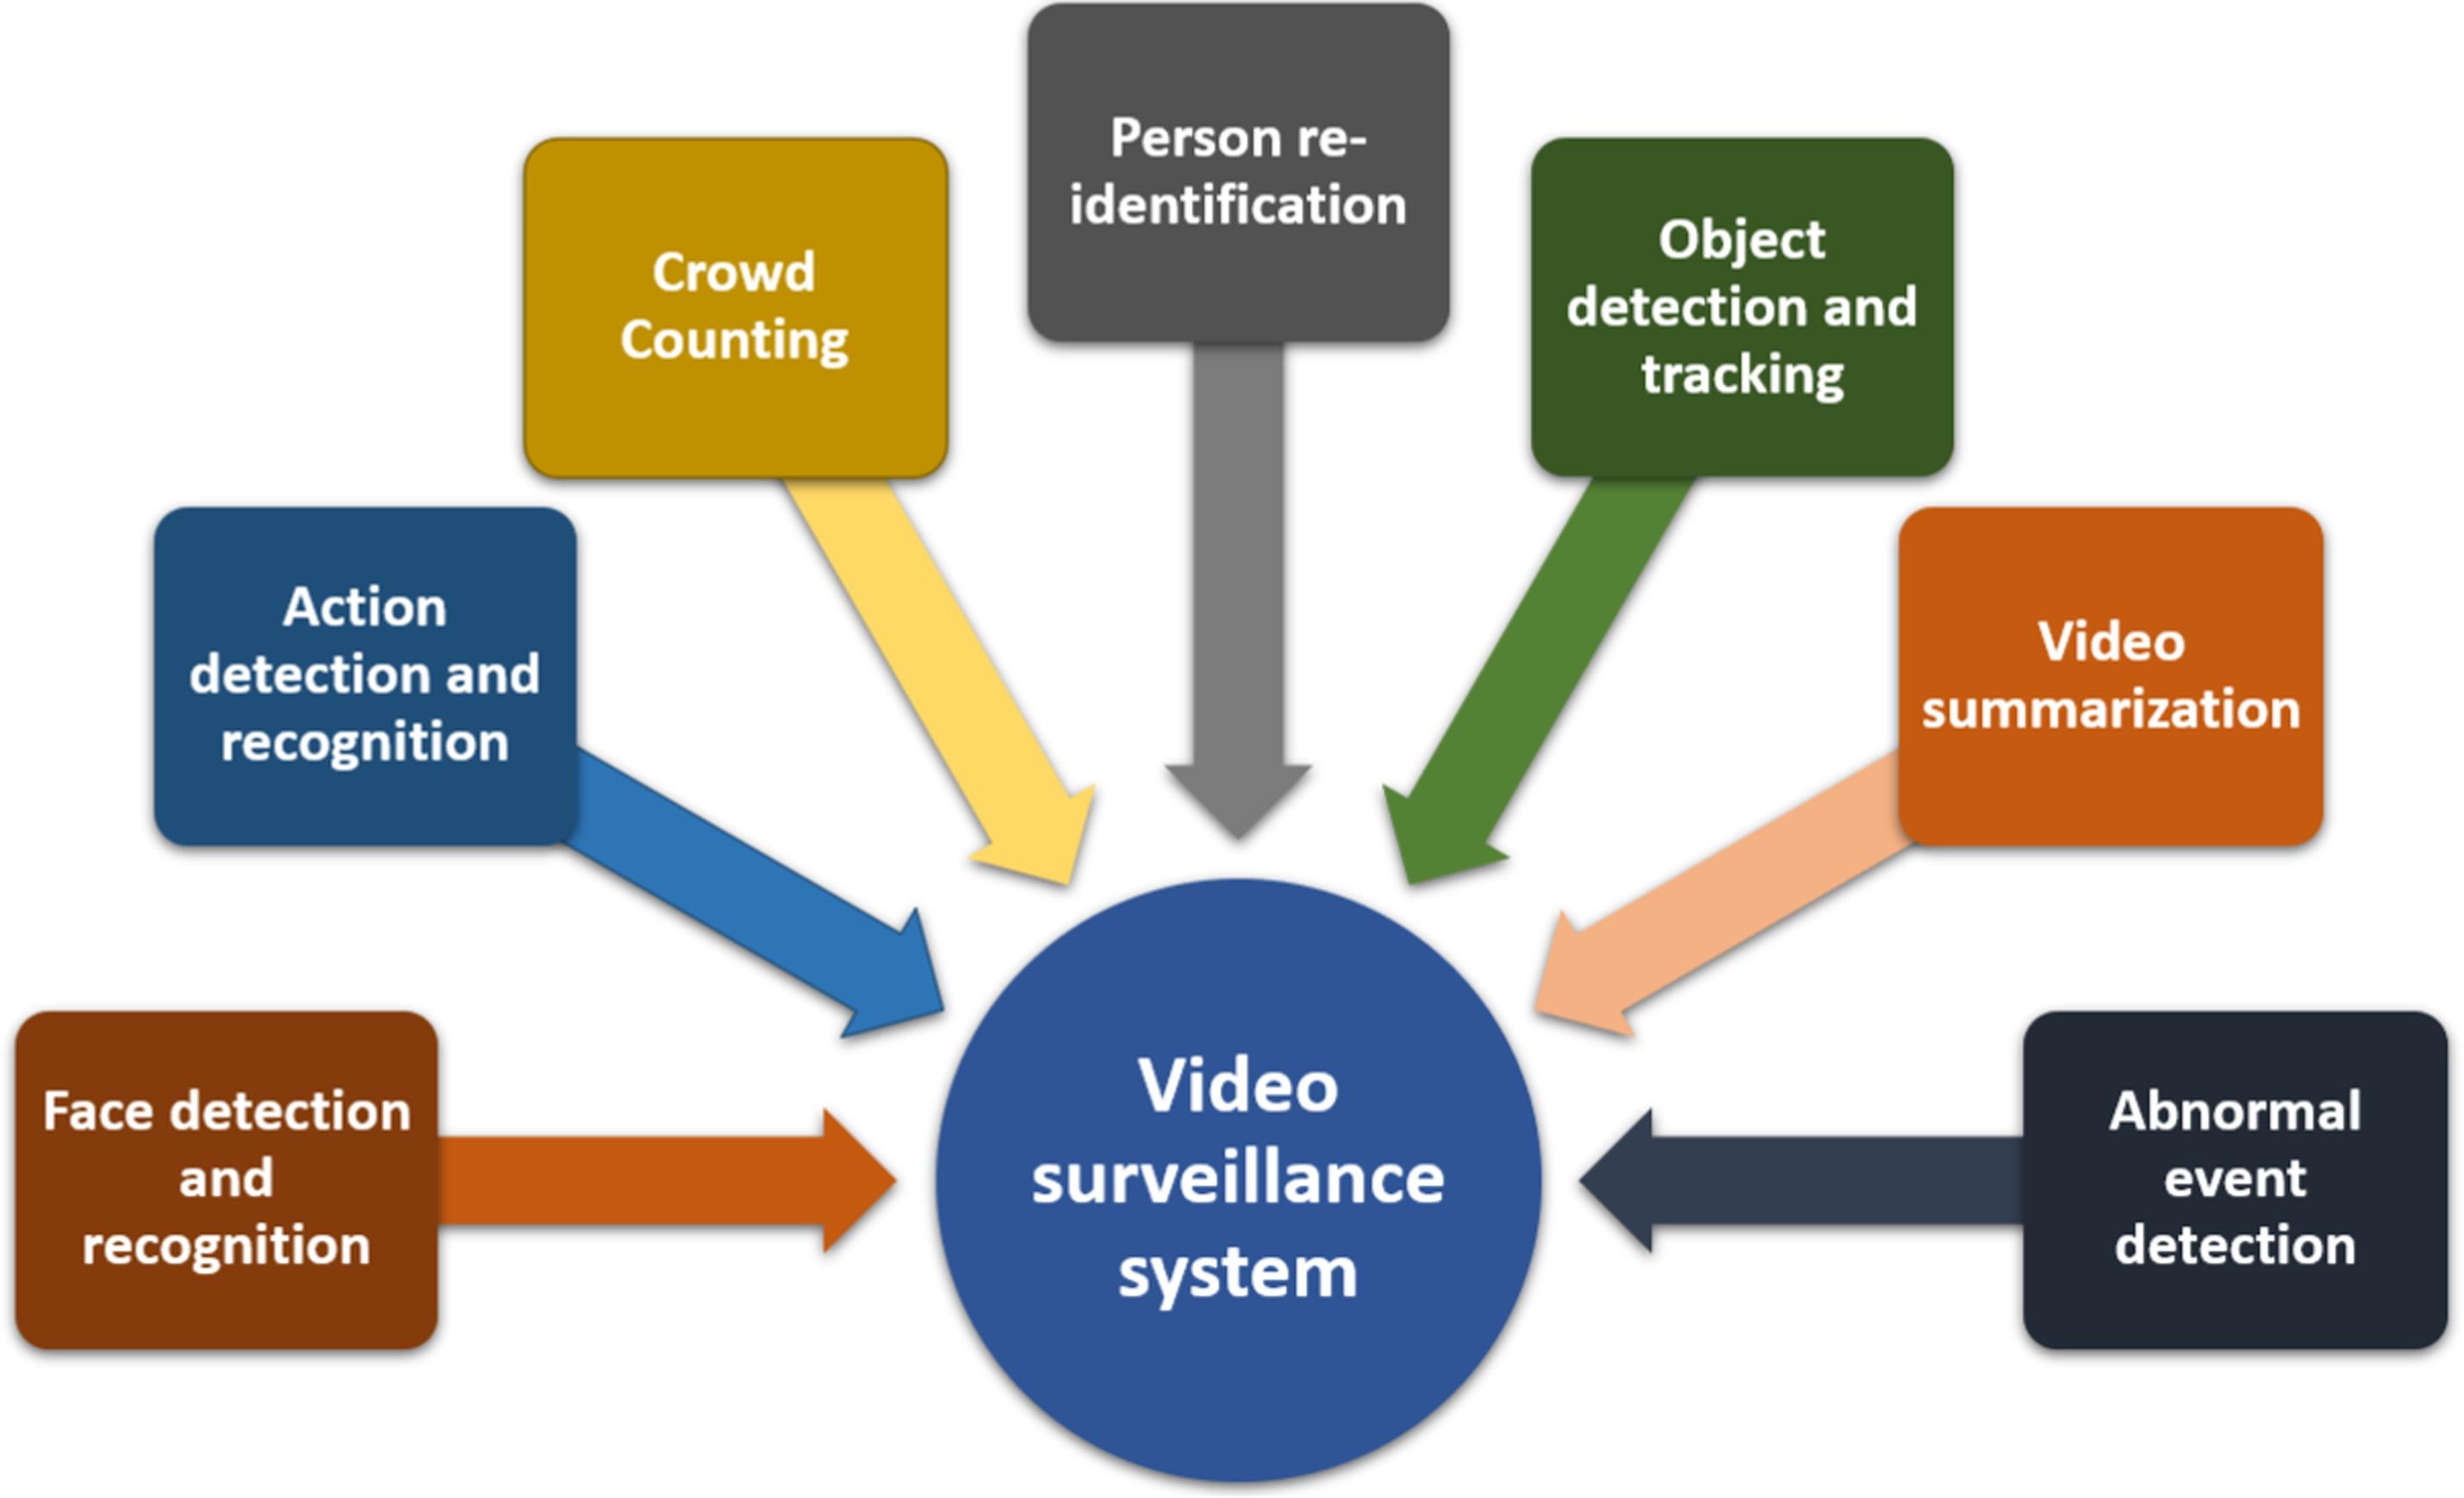 Person re-
identification
Crowd
Counting
Object
detection and
tracking
Action
detection and
recognition
Video
summarization
Face detection
and
recognition
Video
surveillance
system
Abnormal
event
detection